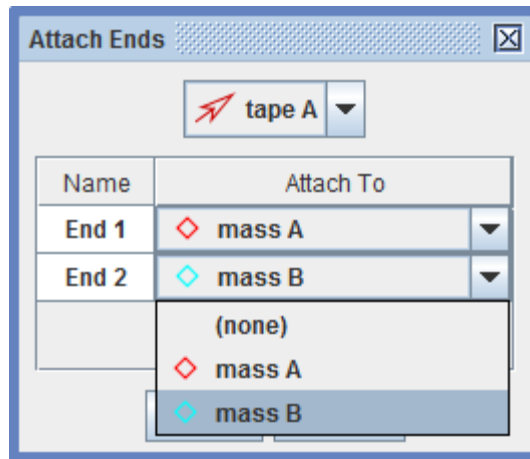 Attach Ends
tape A
Name Attach To
End 1 mass A
End 2 mass B
(none)
mass A
mass B